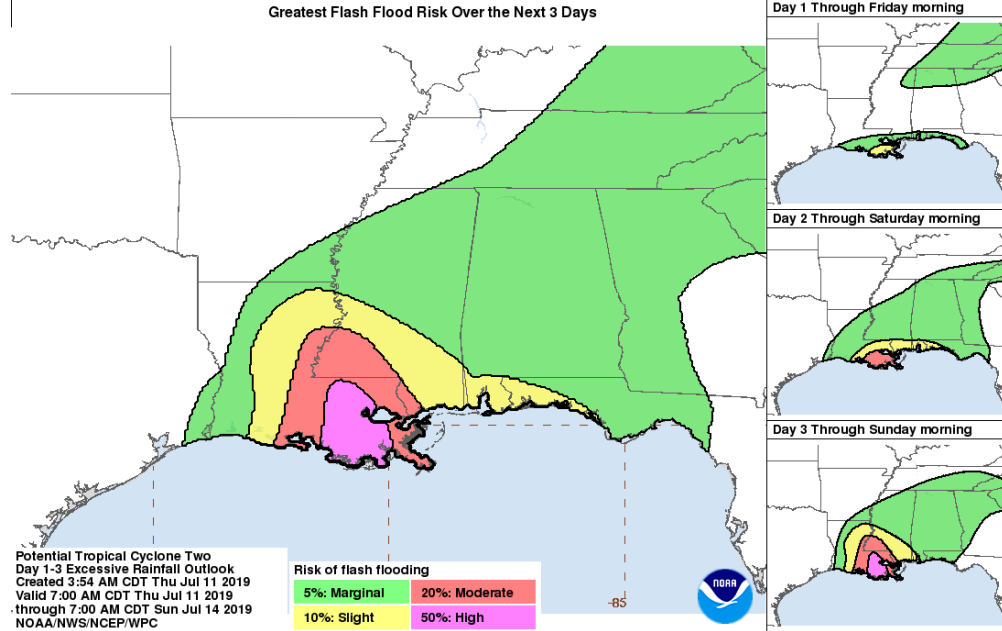 Greatest Flash Flood Risk Over the Next 3 Days
Day 1 Through Friday morning
Day 2 Through Saturday morning
Day 3 Through Sunday morning
Potential Tropical Cyclone Two
Day 1-3 Excessive Rainfall Outlook
Created 3:54 AM CDT Thu Jul 11 2019
Valid 7:00 AM CDT Thu Jul 11 2019
through 7:00 AM CDT Sun Jul 14 2019
NOAA/NWS/NCEP/WPC
Risk of flash flooding
5%: Marginal
20%: Moderate
10%: Slight
50%: High
-85
NOAA